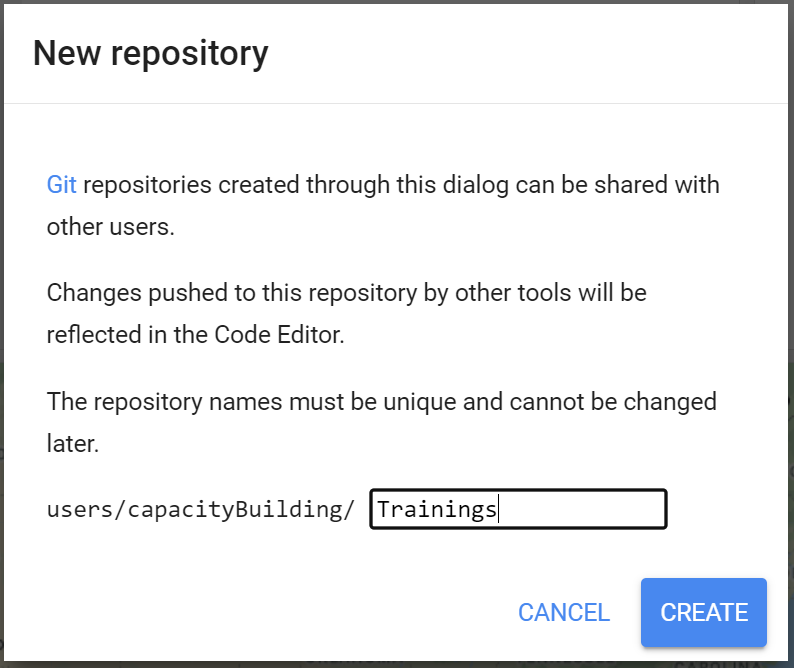 New repository
Git repositories created through this dialog can be shared with
other users.
Changes pushed to this repository by other tools will be
reflected in the Code Editor.
The repository names must be unique and cannot be changed
later.
users/capacityBuilding/ Trainings
CANCEL CREATE
CAROLINA